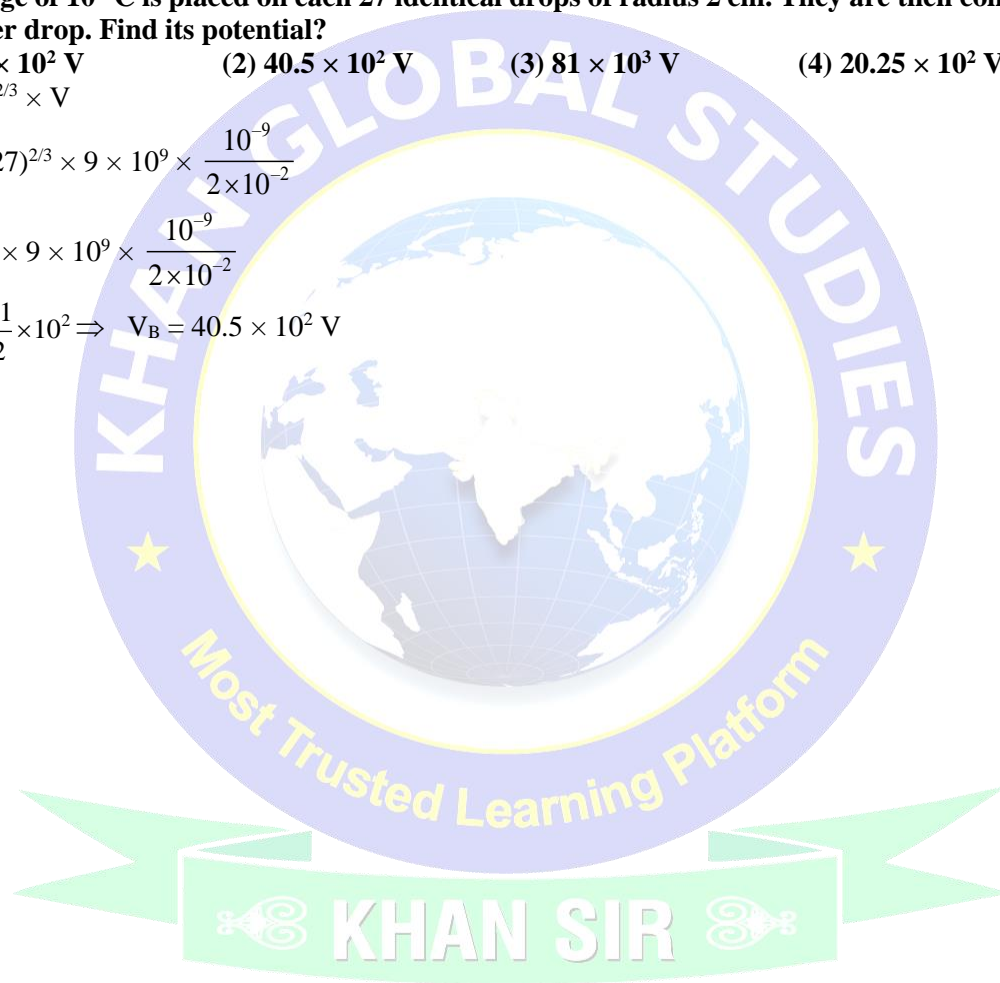 ge of 10⁻⁹ C is placed on each 27 identical drops of radius 2 cm. They are then com
er drop. Find its potential?
× 10² V (2) 40.5 × 10² V (3) 81 × 10³ V (4) 20.25 × 10² V
2/3 × V
27)^2/3 × 9 × 10⁹ × 10⁻⁹ / 2×10⁻²
× 9 × 10⁹ × 10⁻⁹ / 2×10⁻²
1/2 ×10² ⇒ V_B = 40.5 × 10² V
KHAN GLOBAL STUDIES
Most Trusted Learning Platform
KHAN SIR